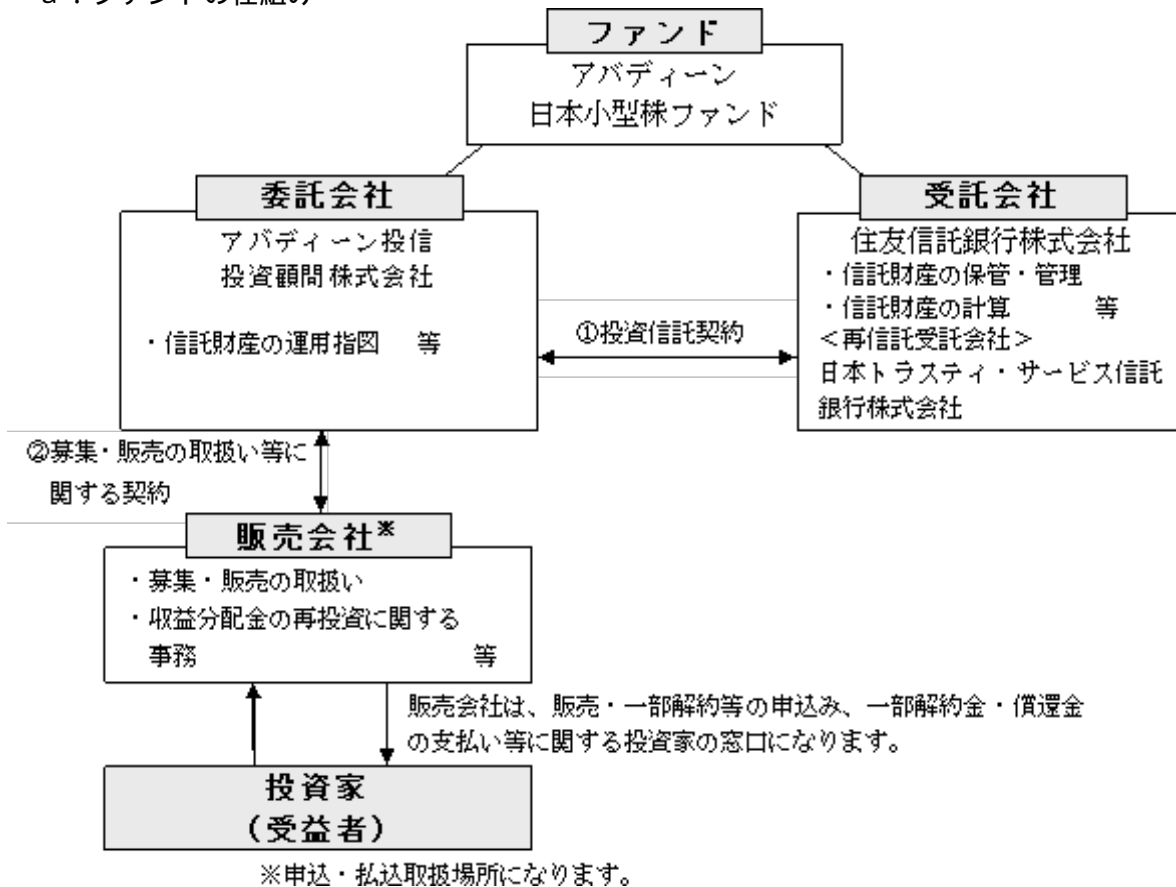 a．ファンドの仕組み
ファンド
アバディーン
日本小型株ファンド
委託会社
アバディーン投信
投資顧問株式会社
・信託財産の運用指図　等
①投資信託契約
受託会社
住友信託銀行株式会社
・信託財産の保管・管理
・信託財産の計算　　　等
＜再信託受託会社＞
日本トラスティ・サービス信託
銀行株式会社
②募集・販売の取扱い等に
関する契約
販売会社※
・募集・販売の取扱い
・収益分配金の再投資に関する
事務　　　　　　　　　等
販売会社は、販売・一部解約等の申込み、一部解約金・償還金
の支払い等に関する投資家の窓口になります。
投資家
（受益者）
※申込・払込取扱場所になります。